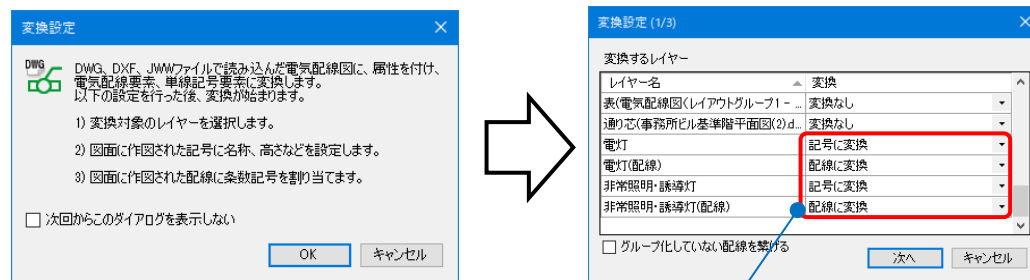 変換設定
DWG
DWG、DXF、JWWファイルで読み込んだ電気配線図に、属性を付け、
電気配線要素、単線記号要素に変換します。
以下の設定を行った後、変換が始まります。
1) 変換対象のレイヤーを選択します。
2) 図面に作図された記号に名称、高さなどを設定します。
3) 図面に作図された配線に条数記号を割り当てます。
次回からこのダイアログを表示しない
OK
キャンセル
変換設定 (1/3)
変換するレイヤー
レイヤー名 変換
表(電気配線図(レイアウトグループ1 - ... 変換なし
通り芯(事務所ビル基準階平面図(2)d... 変換なし
電灯 記号に変換
電灯(配線) 配線に変換
非常照明・誘導灯 記号に変換
非常照明・誘導灯(配線) 配線に変換
グループ化していない配線を繋げる
次へ
キャンセル